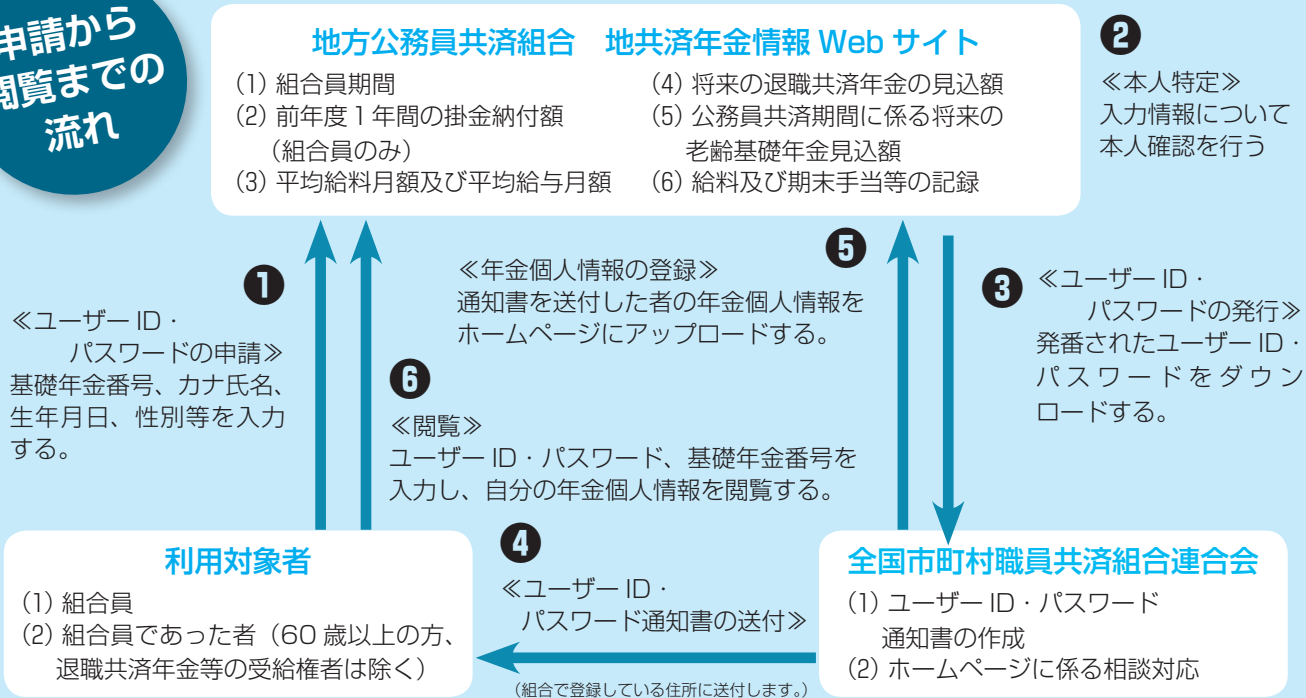 申請から
閲覧までの
流れ
地方公務員共済組合　地共済年金情報 Web サイト
(1) 組合員期間
(2) 前年度１年間の掛金納付額
（組合員のみ）
(3) 平均給料月額及び平均給与月額
(4) 将来の退職共済年金の見込額
(5) 公務員共済期間に係る将来の
老齢基礎年金見込額
(6) 給料及び期末手当等の記録
❷
≪本人特定≫
入力情報について
本人確認を行う
❶
≪ユーザー ID・
パスワードの申請≫
基礎年金番号、カナ氏名、
生年月日、性別等を入力
する。
❺
≪年金個人情報の登録≫
通知書を送付した者の年金個人情報を
ホームページにアップロードする。
❸
≪ユーザー ID・
パスワードの発行≫
発番されたユーザー ID・
パスワードをダウン
ロードする。
❻
≪閲覧≫
ユーザー ID・パスワード、基礎年金番号を
入力し、自分の年金個人情報を閲覧する。
利用対象者
(1) 組合員
(2) 組合員であった者（60 歳以上の方、
退職共済年金等の受給権者は除く）
❹
≪ユーザー ID・
パスワード通知書の送付≫
（組合で登録している住所に送付します。）
全国市町村職員共済組合連合会
(1) ユーザー ID・パスワード
通知書の作成
(2) ホームページに係る相談対応